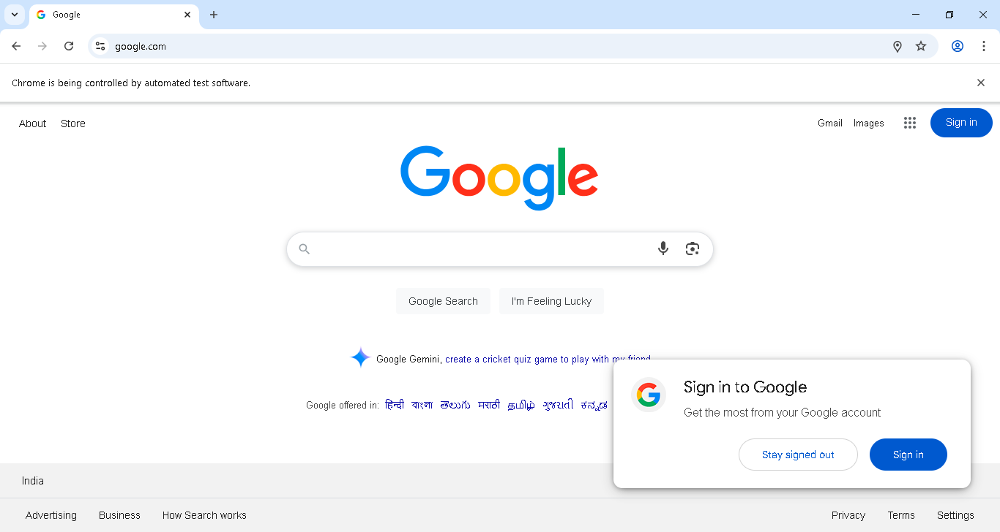 Google
google.com
Chrome is being controlled by automated test software.
About Store Gmail Images Sign in
Google
Google Search I'm Feeling Lucky
Google Gemini, create a cricket quiz game to play with my friend
Google offered in: हिन्दी বাংলা తెలుగు मराठी தமிழ் ગુજરાતી ಕನ್ನಡ
Sign in to Google
Get the most from your Google account
Stay signed out Sign in
India
Advertising Business How Search works Privacy Terms Settings